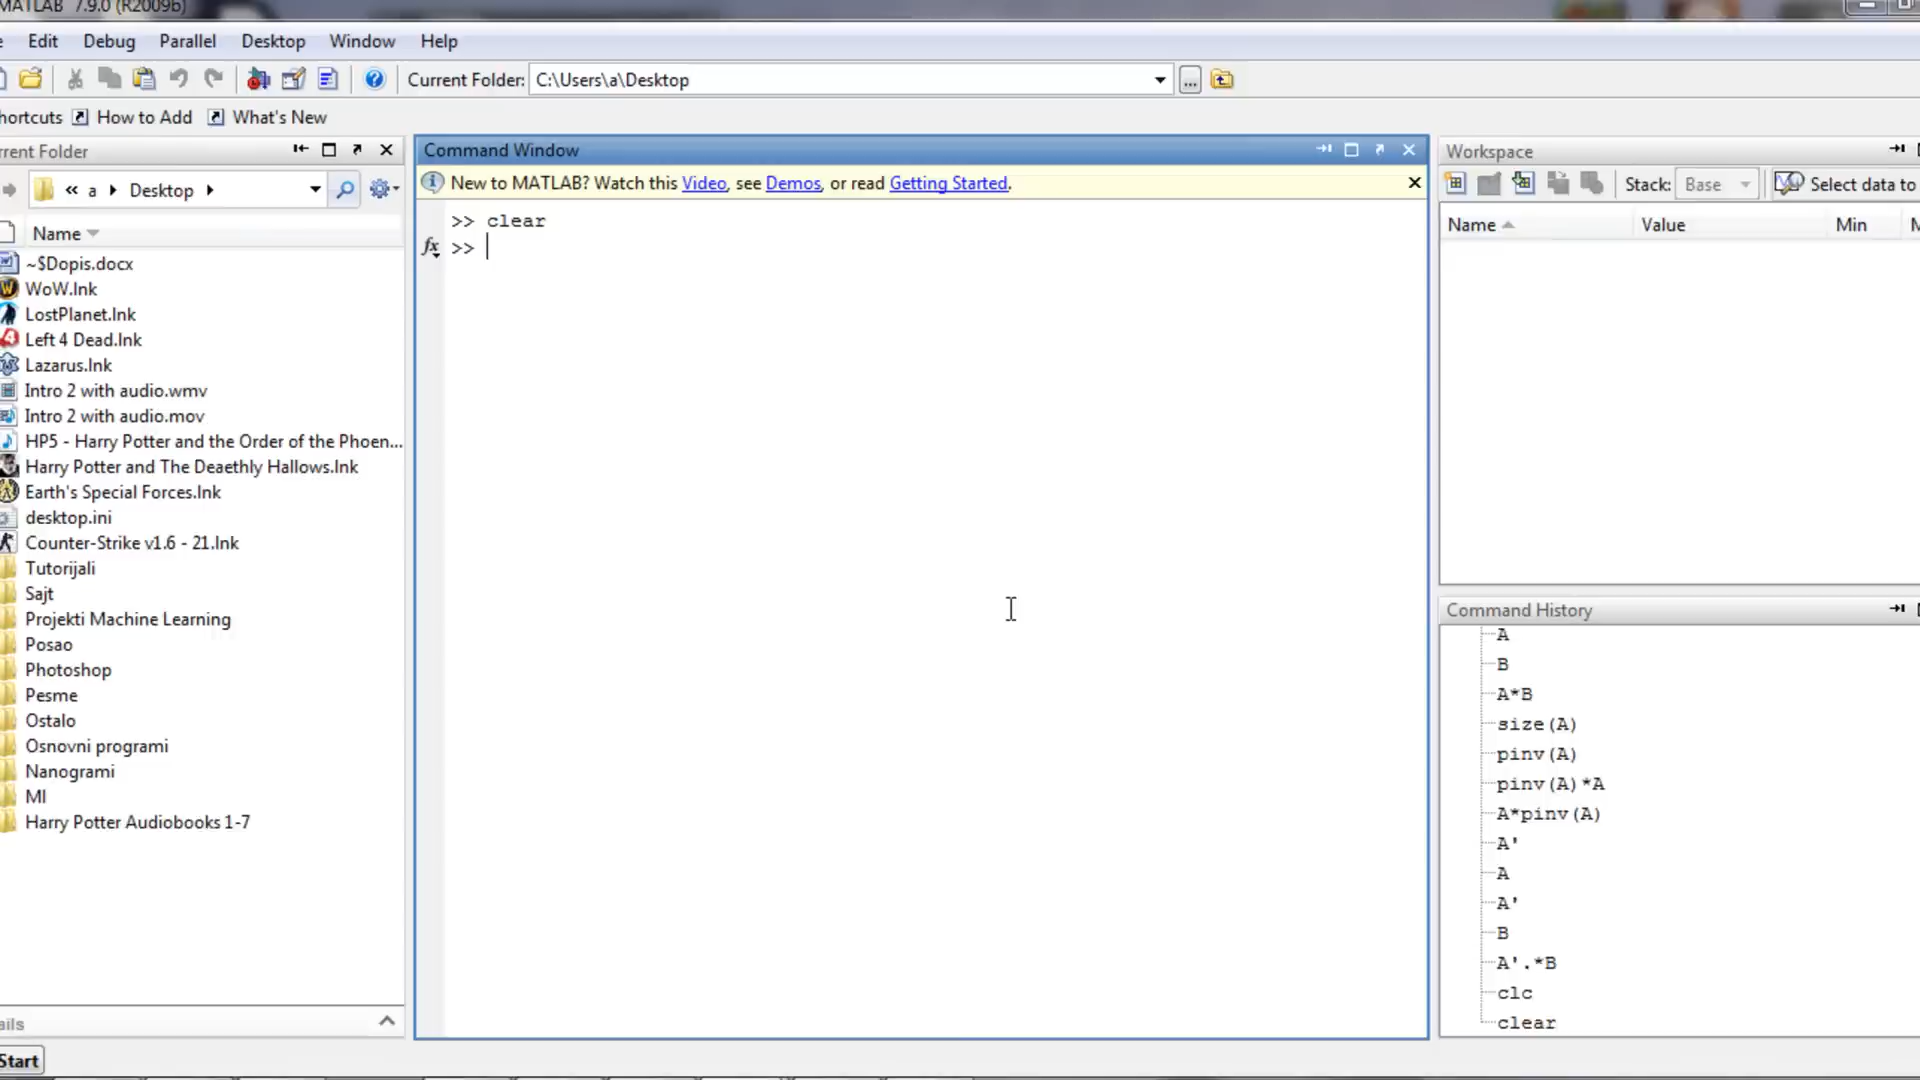 MATLAB 7.9.0 (R2009b)
Edit Debug Parallel Desktop Window Help
Current Folder: C:\Users\a\Desktop ...
hortcuts How to Add What's New
rrent Folder
« a Desktop
Name
~$Dopis.docx
WoW.lnk
LostPlanet.lnk
Left 4 Dead.lnk
Lazarus.lnk
Intro 2 with audio.wmv
Intro 2 with audio.mov
HP5 - Harry Potter and the Order of the Phoen...
Harry Potter and The Deaethly Hallows.lnk
Earth's Special Forces.lnk
desktop.ini
Counter-Strike v1.6 - 21.lnk
Tutorijali
Sajt
Projekti Machine Learning
Posao
Photoshop
Pesme
Ostalo
Osnovni programi
Nanogrami
MI
Harry Potter Audiobooks 1-7
ails
Start
Command Window
New to MATLAB? Watch this Video, see Demos, or read Getting Started.
>> clear
fx >>
Workspace
Stack: Base Select data to
Name Value Min M
Command History
A
B
A*B
size(A)
pinv(A)
pinv(A)*A
A*pinv(A)
A'
A
A'
B
A'.*B
clc
clear